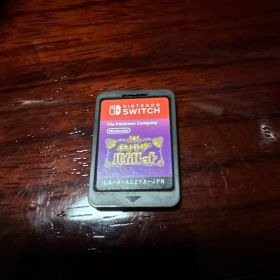 NINTENDO
SWITCH
The Pokémon Company
Nintendo
ポケットモンスター
バイオレット
LA-H-ALZYA-JPN